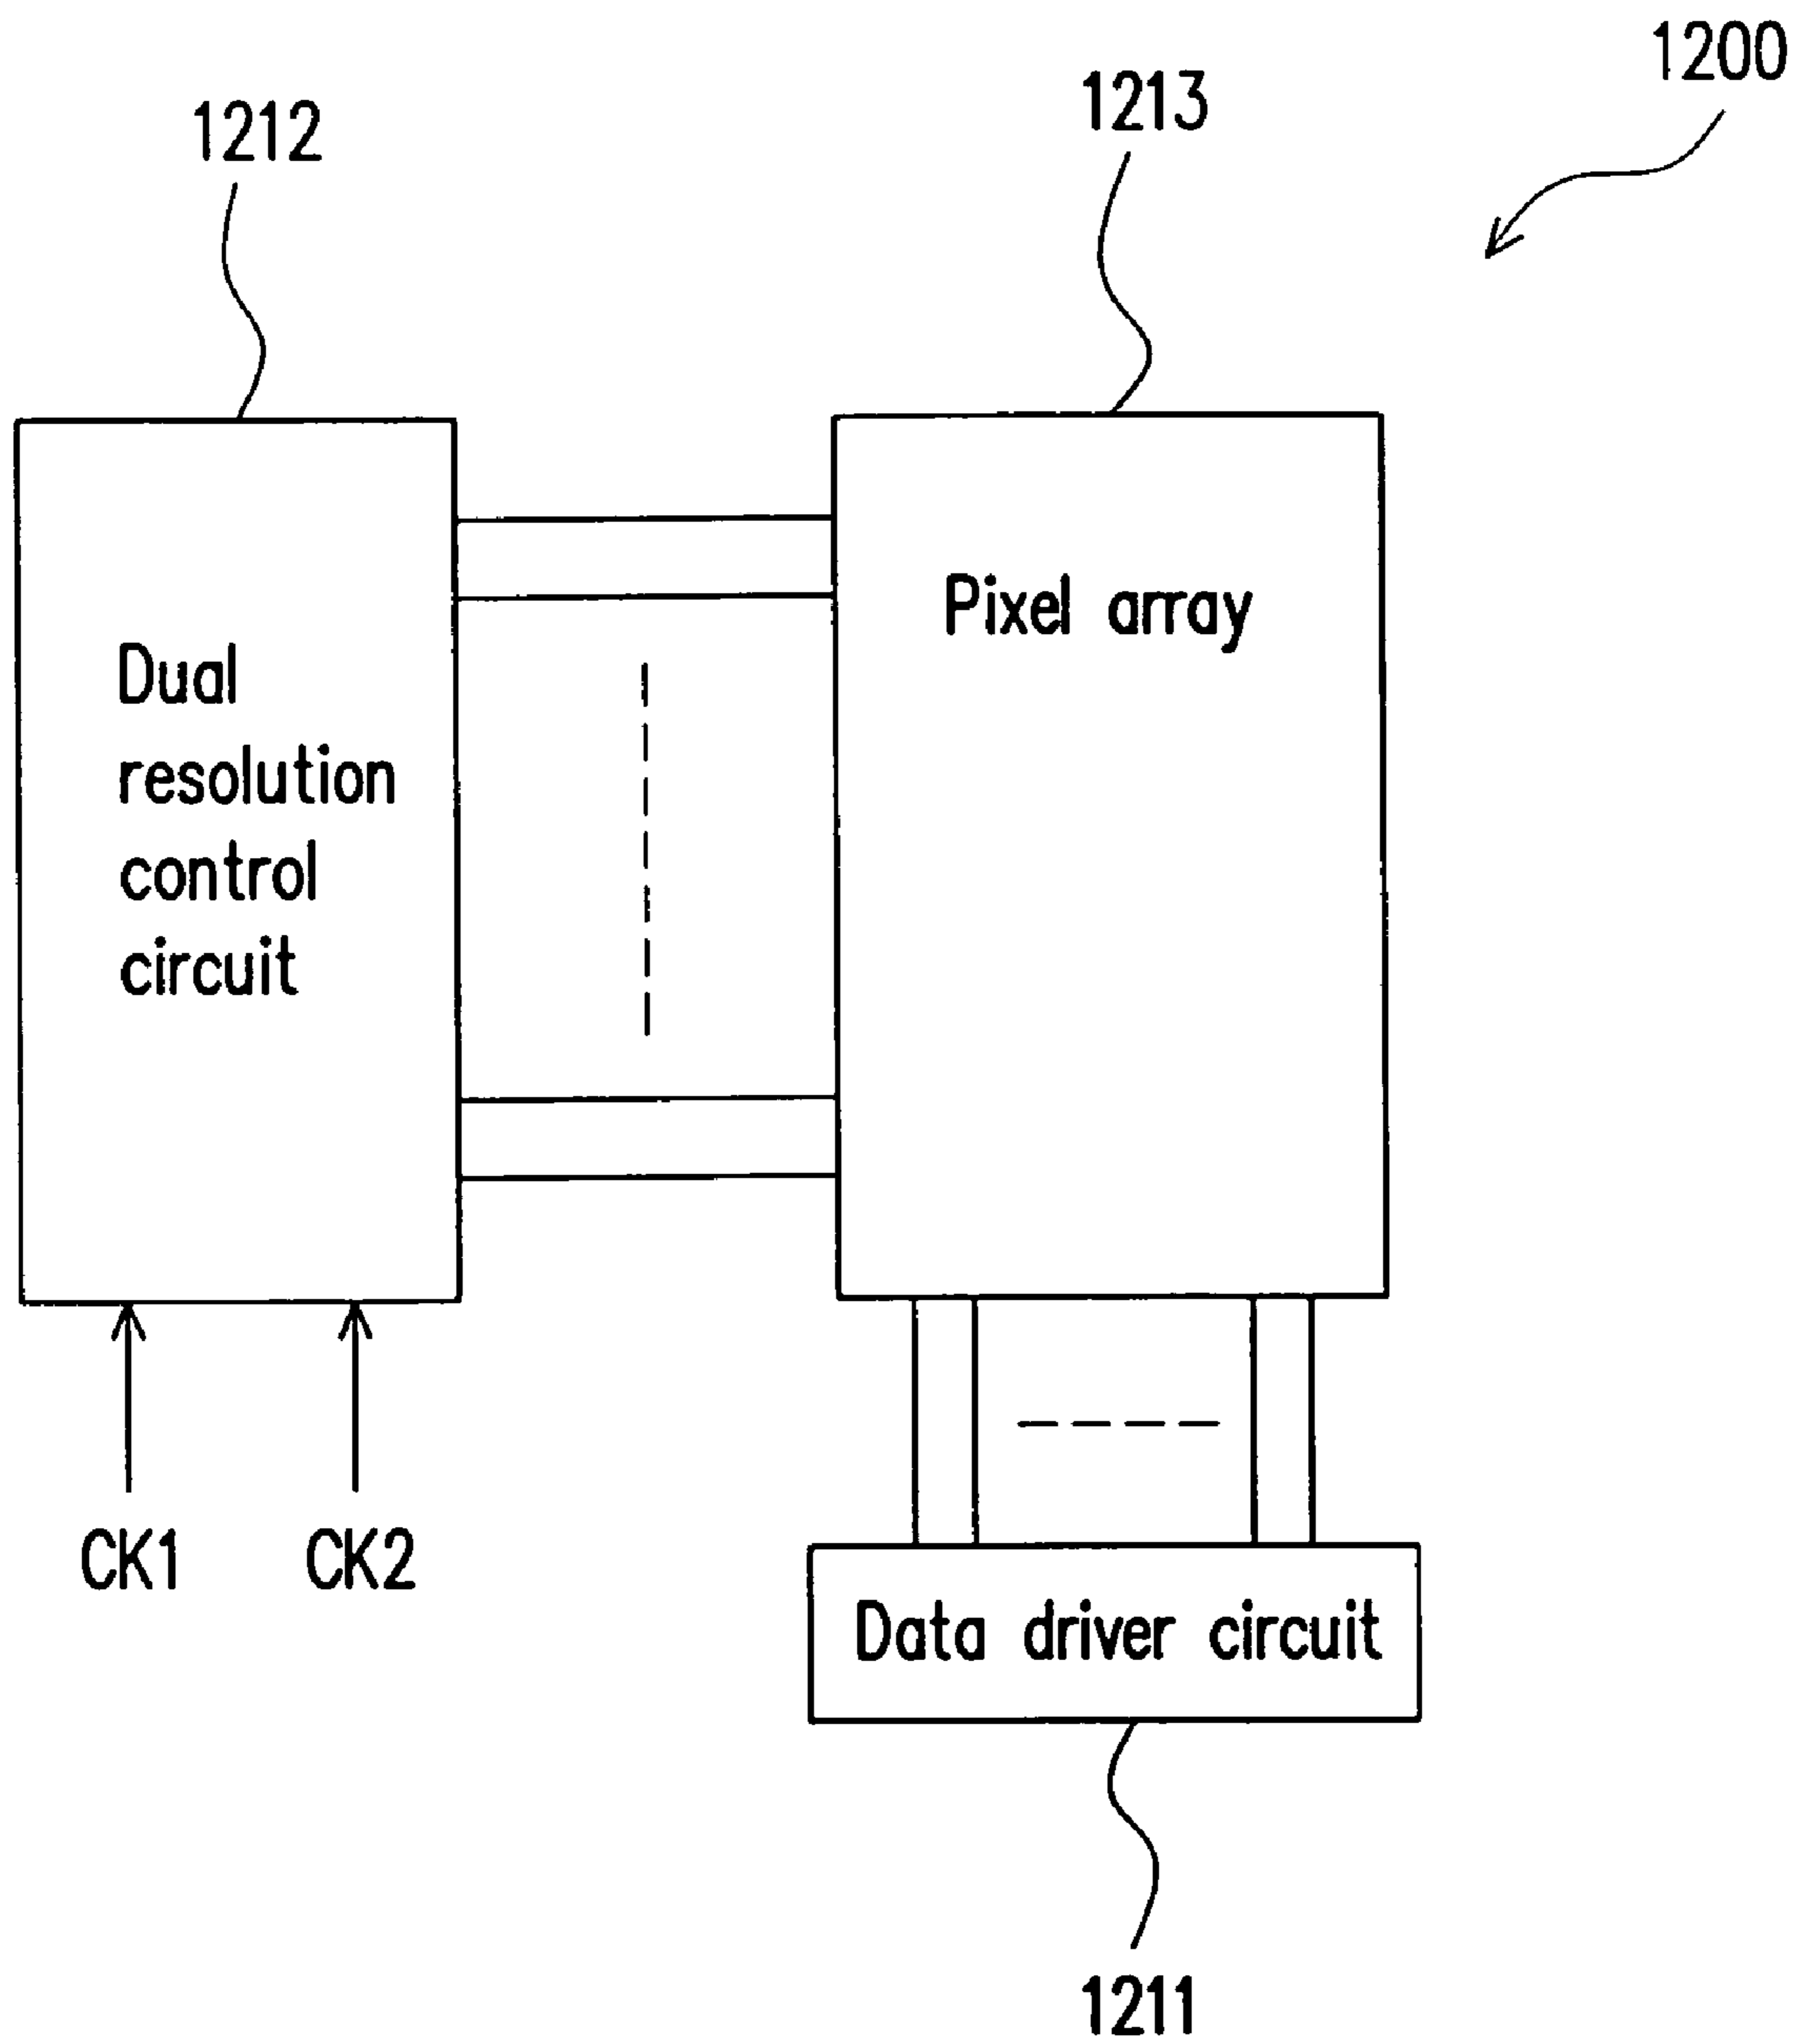 1200
1213
1212
Pixel array
Dual
resolution
control
circuit
CK1
CK2
Data driver circuit
1211